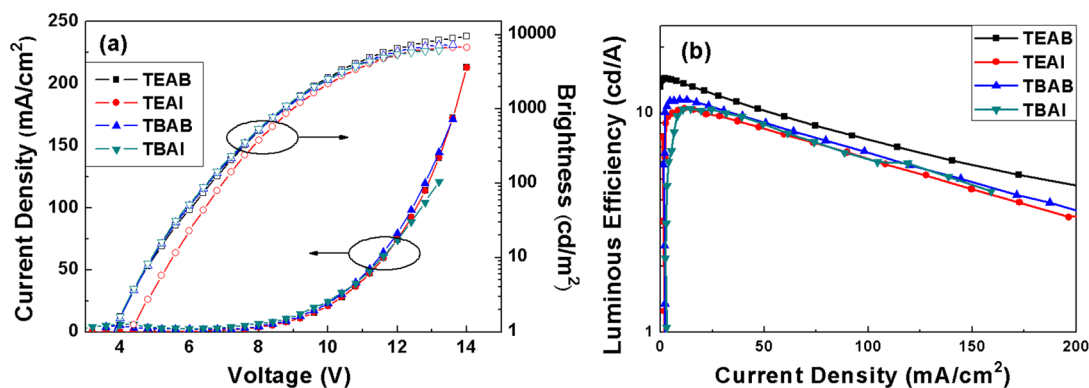 (a)
TEAB
TEAI
TBAB
TBAI
Current Density (mA/cm²)
250
200
150
100
50
0
4
6
8
10
12
14
Voltage (V)
10000
1000
100
10
1
Brightness (cd/m²)
(b)
TEAB
TEAI
TBAB
TBAI
Luminous Efficiency (cd/A)
10
1
0
50
100
150
200
Current Density (mA/cm²)